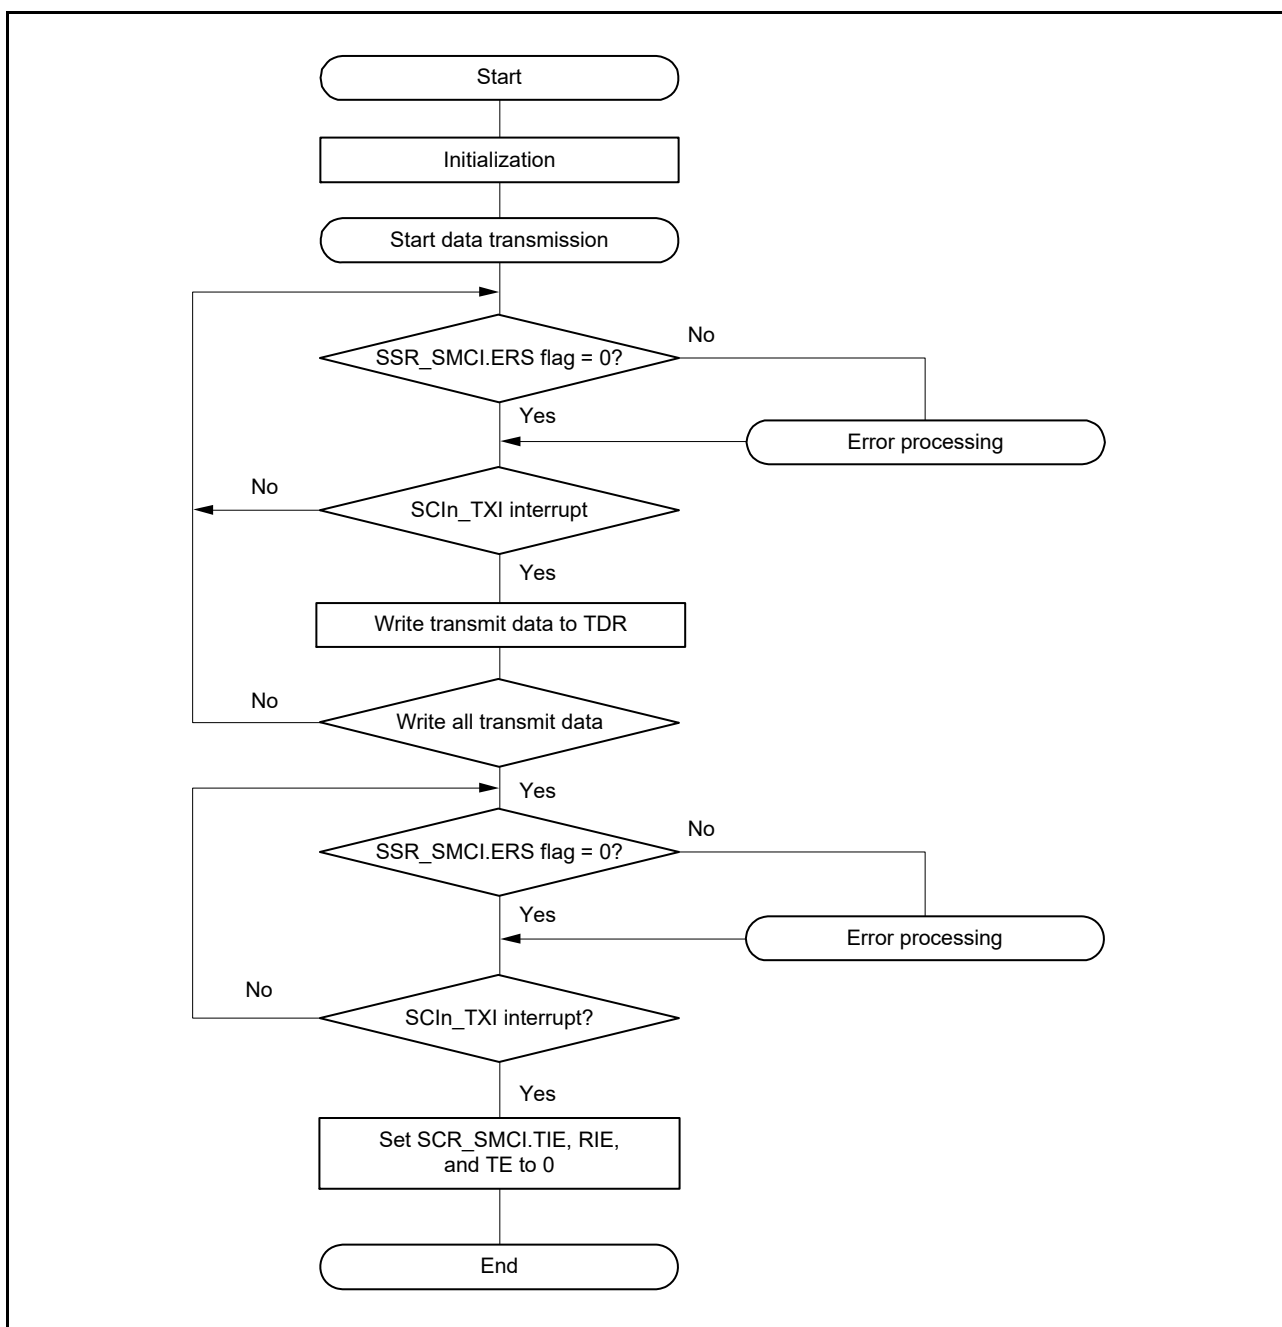 Start
Initialization
Start data transmission
SSR_SMCI.ERS flag = 0?
No
Yes
Error processing
No
SCIn_TXI interrupt
Yes
Write transmit data to TDR
No
Write all transmit data
Yes
SSR_SMCI.ERS flag = 0?
No
Yes
Error processing
No
SCIn_TXI interrupt?
Yes
Set SCR_SMCI.TIE, RIE,
and TE to 0
End